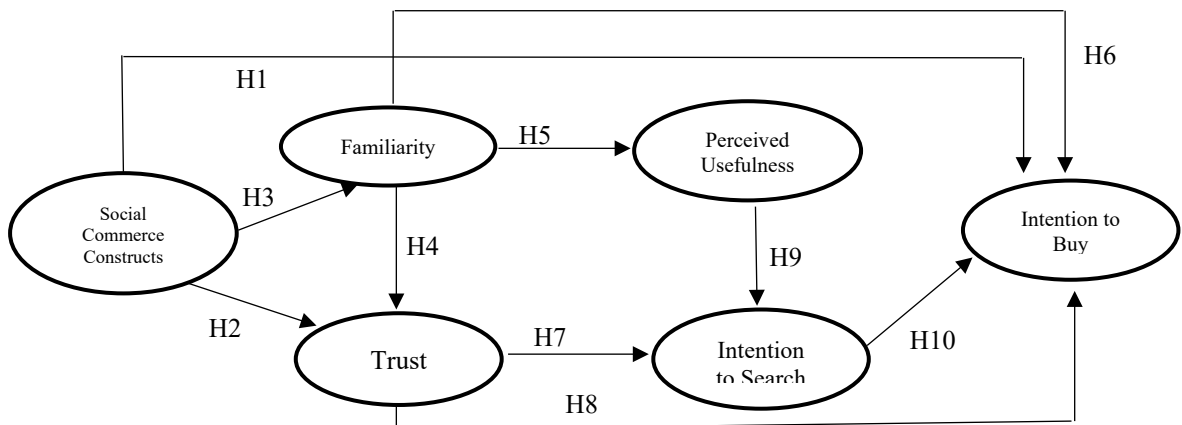 H6
H1
Familiarity
H5
Perceived
Usefulness
H3
Social
Commerce
Constructs
Intention to
Buy
H4
H9
H2
Trust
H7
Intention
to Search
H10
H8